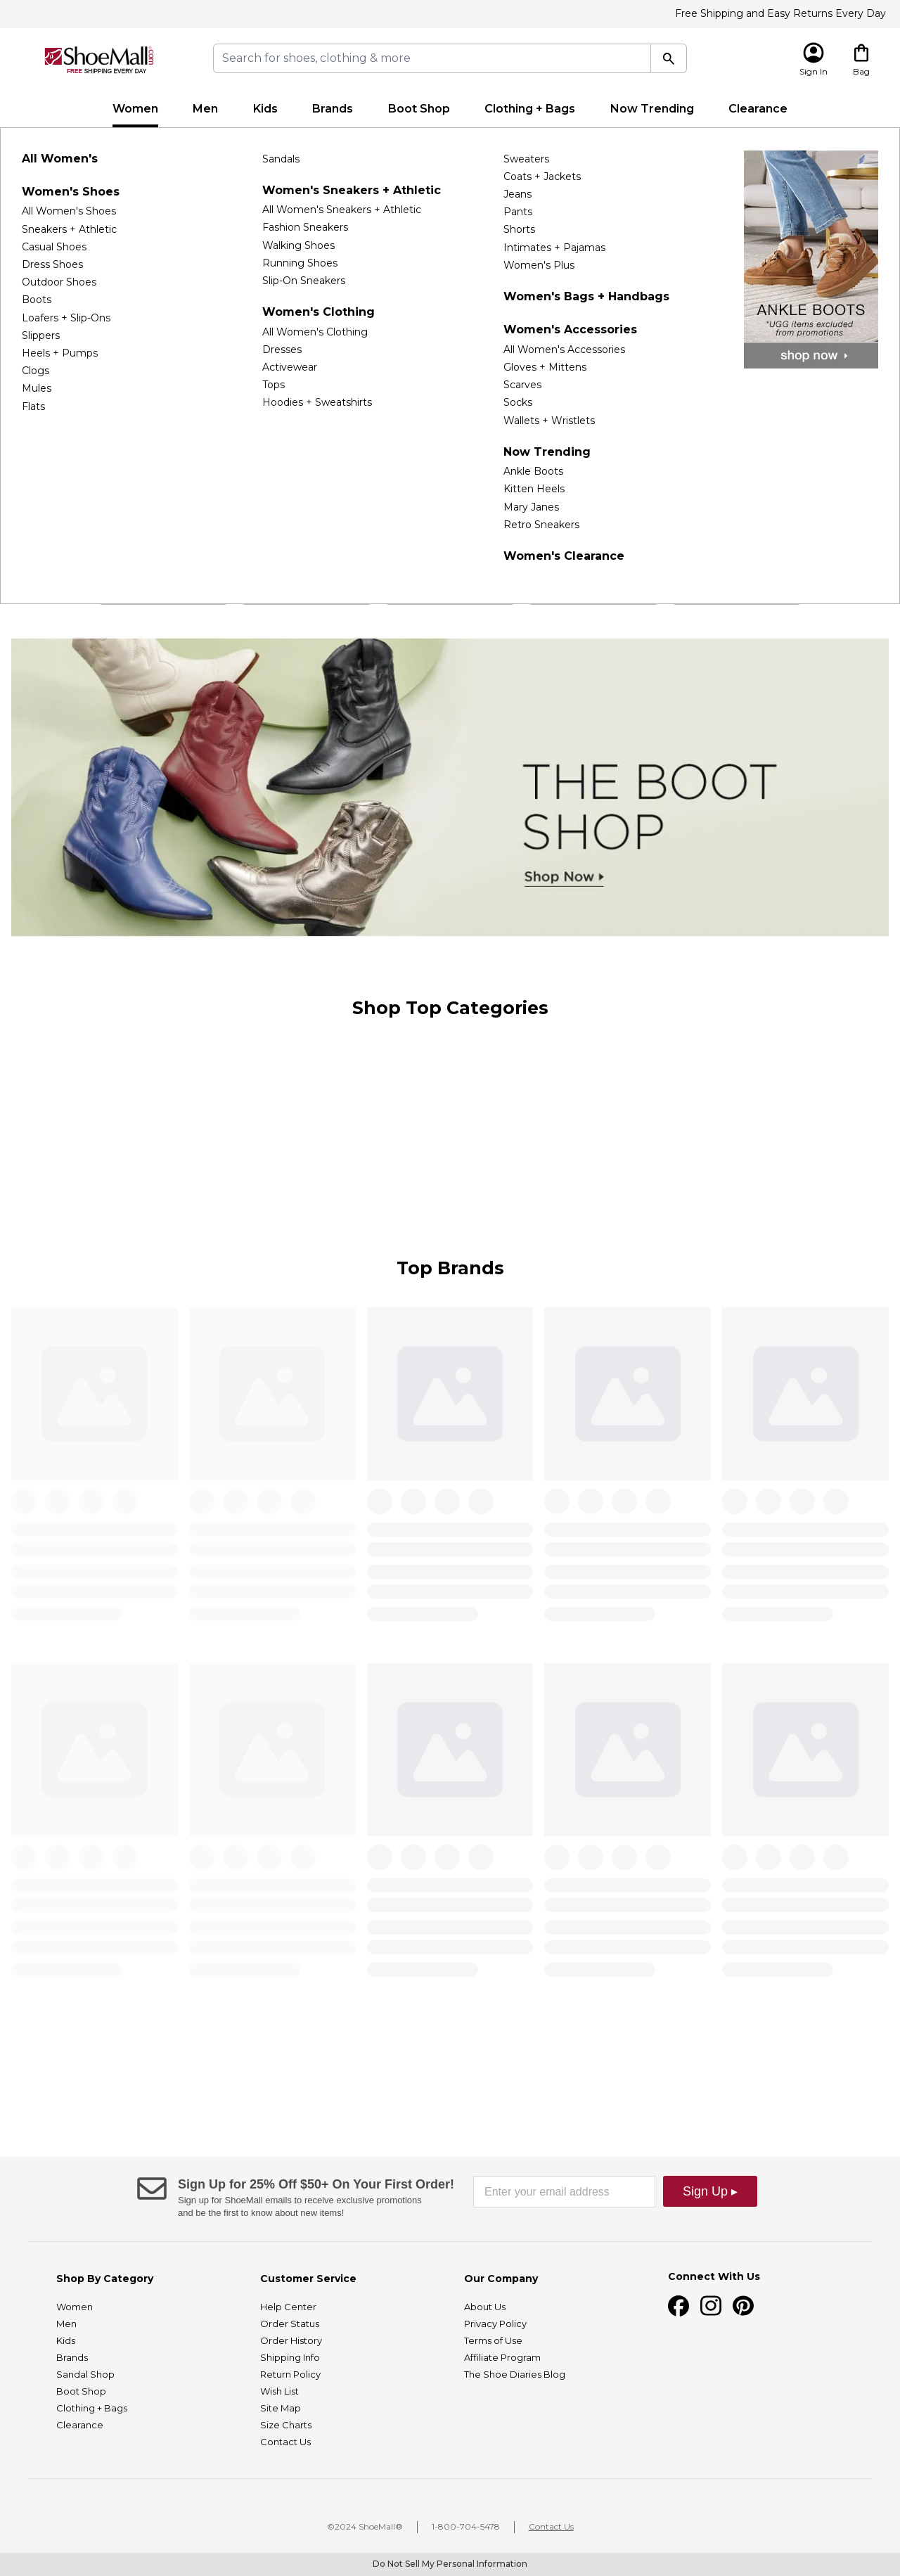 Free Shipping and Easy Returns Every Day
ShoeMall.COM
FREE SHIPPING EVERY DAY
Search for shoes, clothing & more
Sign In
Bag
Women
Men
Kids
Brands
Boot Shop
Clothing + Bags
Now Trending
Clearance
All Women's
Women's Shoes
All Women's Shoes
Sneakers + Athletic
Casual Shoes
Dress Shoes
Outdoor Shoes
Boots
Loafers + Slip-Ons
Slippers
Heels + Pumps
Clogs
Mules
Flats
Sandals
Women's Sneakers + Athletic
All Women's Sneakers + Athletic
Fashion Sneakers
Walking Shoes
Running Shoes
Slip-On Sneakers
Women's Clothing
All Women's Clothing
Dresses
Activewear
Tops
Hoodies + Sweatshirts
Sweaters
Coats + Jackets
Jeans
Pants
Shorts
Intimates + Pajamas
Women's Plus
Women's Bags + Handbags
Women's Accessories
All Women's Accessories
Gloves + Mittens
Scarves
Socks
Wallets + Wristlets
Now Trending
Ankle Boots
Kitten Heels
Mary Janes
Retro Sneakers
Women's Clearance
ANKLE BOOTS
*UGG items excluded
from promotions
shop now
THE BOOT
SHOP
Shop Now
Shop Top Categories
Top Brands
Sign Up for 25% Off $50+ On Your First Order!
Sign up for ShoeMall emails to receive exclusive promotions
and be the first to know about new items!
Enter your email address
Sign Up ▸
Shop By Category
Women
Men
Kids
Brands
Sandal Shop
Boot Shop
Clothing + Bags
Clearance
Customer Service
Help Center
Order Status
Order History
Shipping Info
Return Policy
Wish List
Site Map
Size Charts
Contact Us
Our Company
About Us
Privacy Policy
Terms of Use
Affiliate Program
The Shoe Diaries Blog
Connect With Us
©2024 ShoeMall®
1-800-704-5478
Contact Us
Do Not Sell My Personal Information